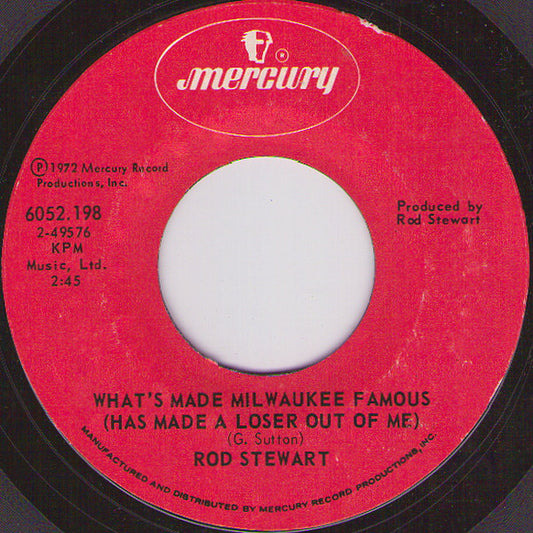 mercury
®
Ⓟ 1972 Mercury Record
Productions, Inc.
6052.198
2-49576
KPM
Music, Ltd.
2:45
Produced by
Rod Stewart
WHAT'S MADE MILWAUKEE FAMOUS
(HAS MADE A LOSER OUT OF ME)
(G. Sutton)
ROD STEWART
MANUFACTURED AND DISTRIBUTED BY MERCURY RECORD PRODUCTIONS, INC.